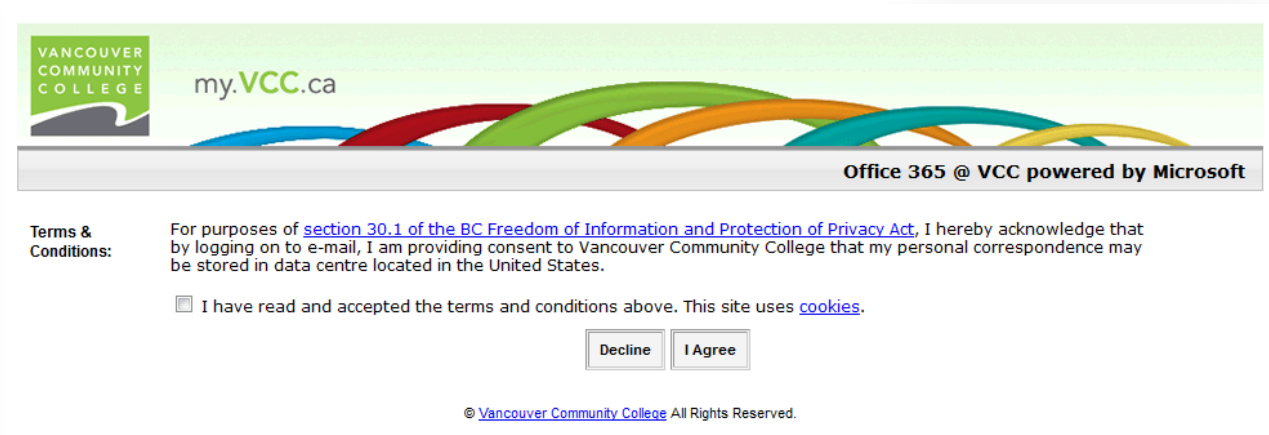 VANCOUVER
COMMUNITY
COLLEGE
my.VCC.ca
Office 365 @ VCC powered by Microsoft
Terms &
Conditions:
For purposes of section 30.1 of the BC Freedom of Information and Protection of Privacy Act, I hereby acknowledge that
by logging on to e-mail, I am providing consent to Vancouver Community College that my personal correspondence may
be stored in data centre located in the United States.
I have read and accepted the terms and conditions above. This site uses cookies.
Decline
I Agree
© Vancouver Community College All Rights Reserved.